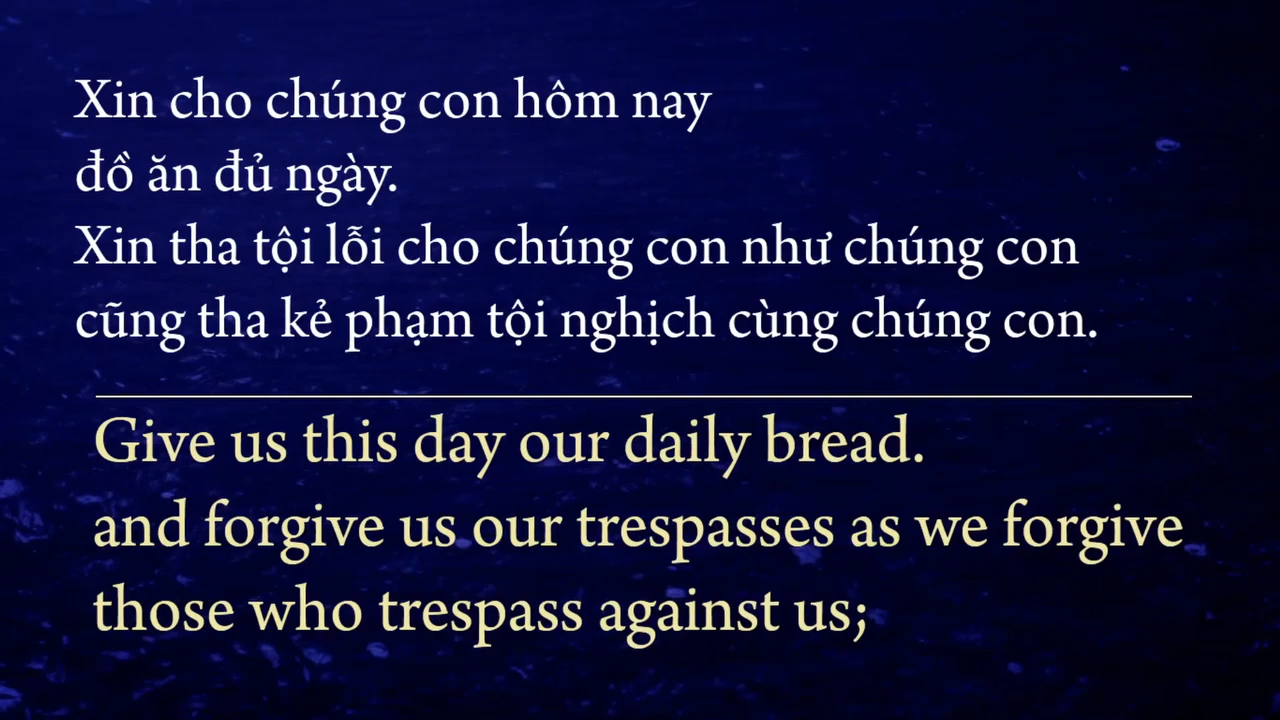 Xin cho chúng con hôm nay
đồ ăn đủ ngày.
Xin tha tội lỗi cho chúng con như chúng con
cũng tha kẻ phạm tội nghịch cùng chúng con.
Give us this day our daily bread.
and forgive us our trespasses as we forgive
those who trespass against us;